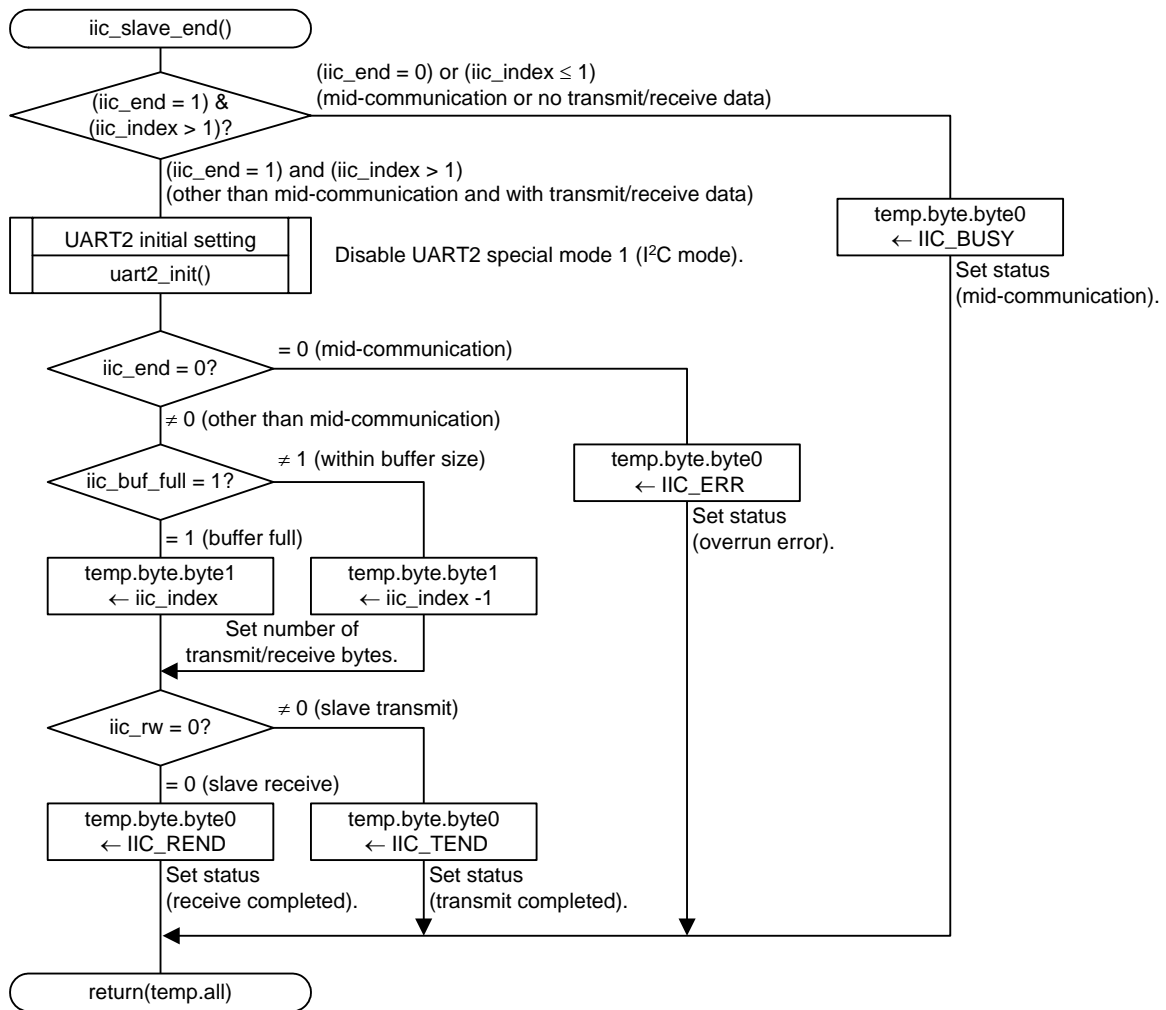 iic_slave_end()
(iic_end = 1) &
(iic_index > 1)?
(iic_end = 0) or (iic_index ≤ 1)
(mid-communication or no transmit/receive data)
(iic_end = 1) and (iic_index > 1)
(other than mid-communication and with transmit/receive data)
temp.byte.byte0
← IIC_BUSY
Set status
(mid-communication).
UART2 initial setting
uart2_init()
Disable UART2 special mode 1 (I²C mode).
iic_end = 0?
= 0 (mid-communication)
≠ 0 (other than mid-communication)
temp.byte.byte0
← IIC_ERR
Set status
(overrun error).
iic_buf_full = 1?
≠ 1 (within buffer size)
= 1 (buffer full)
temp.byte.byte1
← iic_index
temp.byte.byte1
← iic_index -1
Set number of
transmit/receive bytes.
iic_rw = 0?
≠ 0 (slave transmit)
= 0 (slave receive)
temp.byte.byte0
← IIC_REND
Set status
(receive completed).
temp.byte.byte0
← IIC_TEND
Set status
(transmit completed).
return(temp.all)